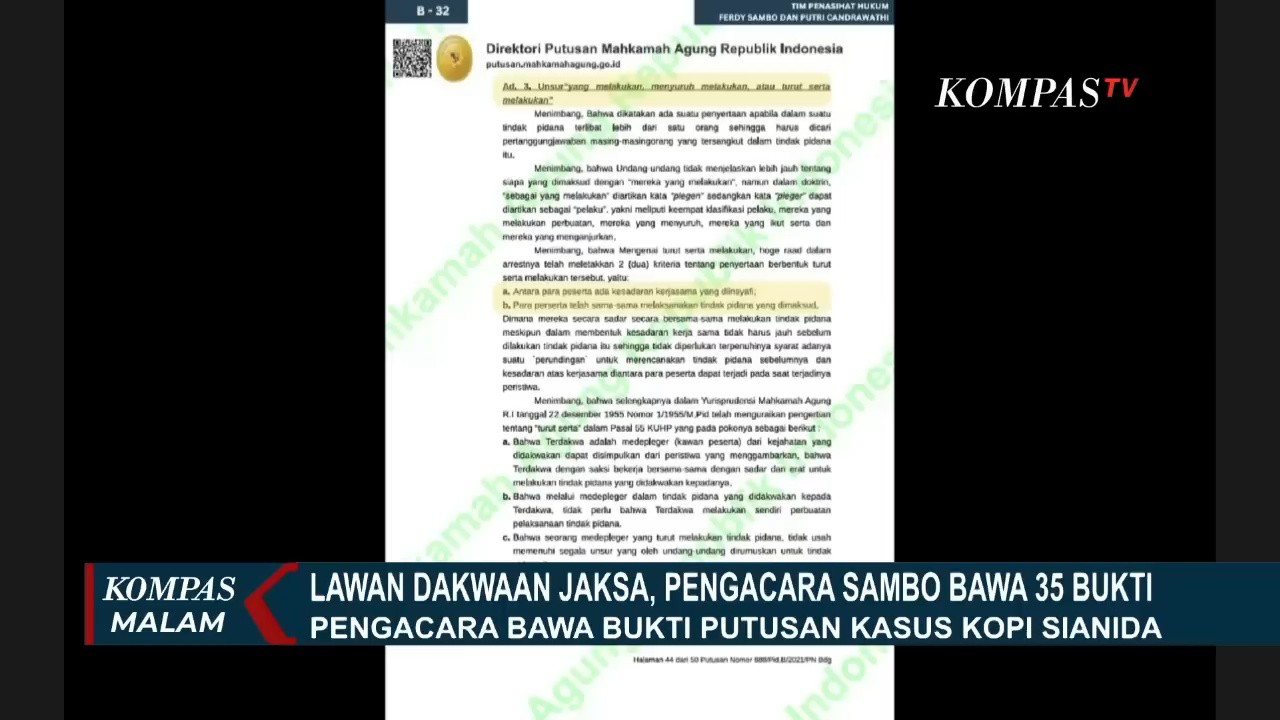 B - 32
TIM PENASIHAT HUKUM
FERDY SAMBO DAN PUTRI CANDRAWATHI
Direktori Putusan Mahkamah Agung Republik Indonesia
putusan.mahkamahagung.go.id
KOMPAS TV
Ad. 3. Unsur"yang melakukan, menyuruh melakukan, atau turut serta
melakukan"
Menimbang, Bahwa dikatakan ada suatu penyertaan apabila dalam suatu
tindak pidana terlibat lebih dari satu orang sehingga harus dicari
pertanggungjawaban masing-masingorang yang tersangkut dalam tindak pidana
itu.
Menimbang, bahwa Undang-undang tidak menjelaskan lebih jauh tentang
siapa yang dimaksud dengan "mereka yang melakukan", namun dalam doktrin,
"sebagai yang melakukan" diartikan kata "plegen" sedangkan kata "pleger" dapat
diartikan sebagai "pelaku", yakni meliputi keempat klasifikasi pelaku, mereka yang
melakukan perbuatan, mereka yang menyuruh, mereka yang ikut serta dan
mereka yang menganjurkan.
Menimbang, bahwa Mengenai turut serta melakukan, hoge raad dalam
arrestnya telah meletakkan 2 (dua) kriteria tentang penyertaan berbentuk turut
serta melakukan tersebut, yaitu:
a. Antara para peserta ada kesadaran kerjasama yang diinsyafi;
b. Para perserta telah sama-sama melaksanakan tindak pidana yang dimaksud.
Dimana mereka secara sadar secara bersama-sama melakukan tindak pidana
meskipun dalam membentuk kesadaran kerja sama tidak harus jauh sebelum
dilakukan tindak pidana itu sehingga tidak diperlukan terpenuhinya syarat adanya
suatu `perundingan` untuk merencanakan tindak pidana sebelumnya dan
kesadaran atas kerjasama diantara para peserta dapat terjadi pada saat terjadinya
peristiwa.
Menimbang, bahwa selengkapnya dalam Yurisprudensi Mahkamah Agung
R.I tanggal 22 desember 1955 Nomor 1/1955/M.Pid telah menguraikan pengertian
tentang "turut serta" dalam Pasal 55 KUHP yang pada pokonya sebagai berikut :
a. Bahwa Terdakwa adalah medepleger (kawan peserta) dari kejahatan yang
didakwakan dapat disimpulkan dari peristiwa yang menggambarkan, bahwa
Terdakwa dengan saksi bekerja bersama-sama dengan sadar dan erat untuk
melakukan tindak pidana yang didakwakan kepadanya.
b. Bahwa melalui medepleger dalam tindak pidana yang didakwakan kepada
Terdakwa, tidak perlu bahwa Terdakwa melakukan sendiri perbuatan
pelaksanaan tindak pidana.
c. Bahwa seorang medepleger yang turut melakukan tindak pidana, tidak usah
memenuhi segala unsur yang oleh undang-undang dirumuskan untuk tindak
KOMPAS
MALAM
LAWAN DAKWAAN JAKSA, PENGACARA SAMBO BAWA 35 BUKTI
PENGACARA BAWA BUKTI PUTUSAN KASUS KOPI SIANIDA
Halaman 44 dari 50 Putusan Nomor 688/Pid.B/2021/PN Bdg